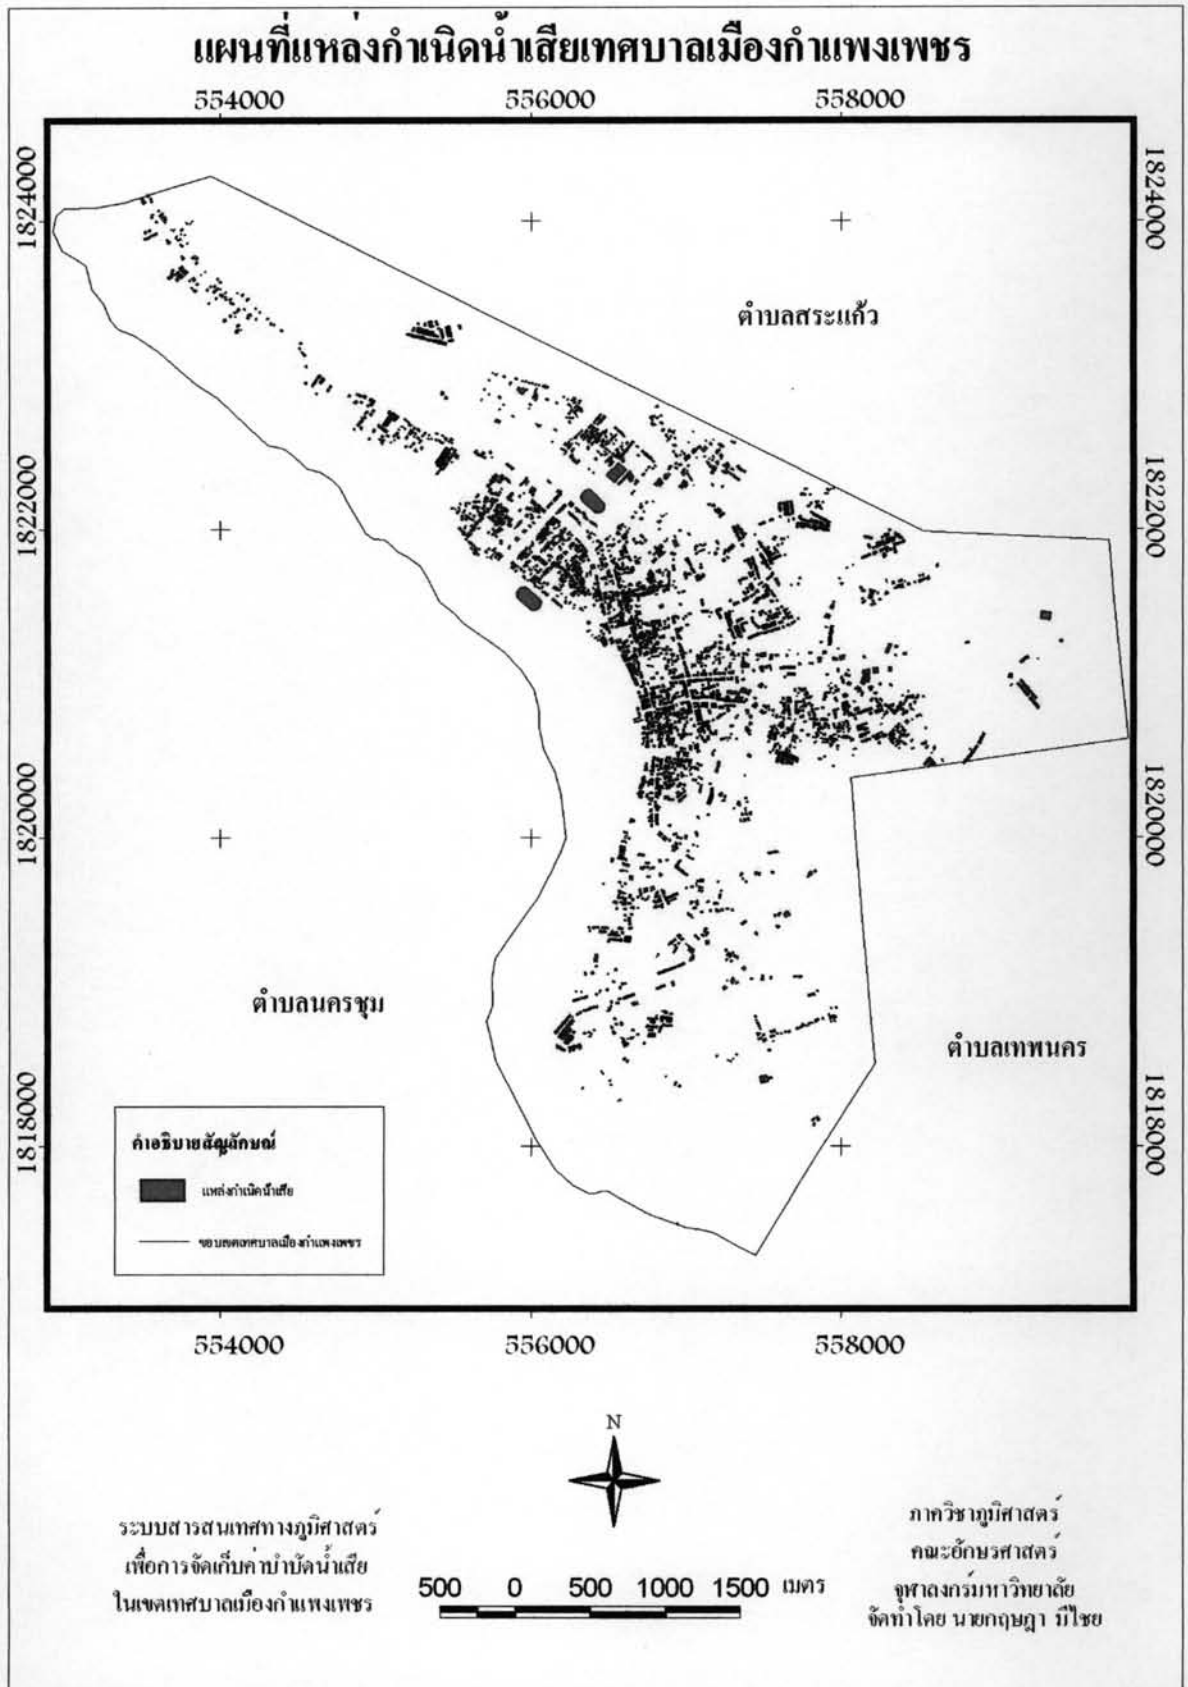 แผนที่แหล่งกำเนิดน้ำเสียเทศบาลเมืองกำแพงเพชร
554000 556000 558000
1824000 1824000
ตำบลสระแก้ว
1822000 1822000
1820000 1820000
ตำบลนครชุม
ตำบลเทพนคร
1818000 1818000
คำอธิบายสัญลักษณ์
แหล่งกำเนิดน้ำเสีย
ขอบเขตเทศบาลเมืองกำแพงเพชร
554000 556000 558000
N
ระบบสารสนเทศทางภูมิศาสตร์
เพื่อการจัดเก็บค่าบำบัดน้ำเสีย
ในเขตเทศบาลเมืองกำแพงเพชร
500 0 500 1000 1500 เมตร
ภาควิชาภูมิศาสตร์
คณะอักษรศาสตร์
จุฬาลงกร์มหาวิทยาลัย
จัดทำโดย นายกฤษฎา มีไชย